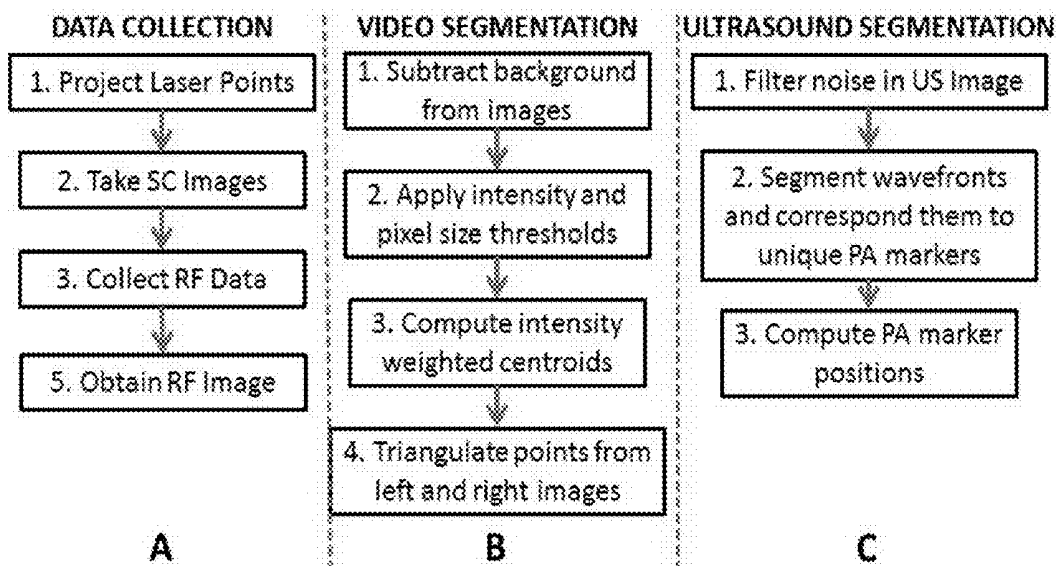 DATA COLLECTION
1. Project Laser Points
2. Take SC Images
3. Collect RF Data
5. Obtain RF Image
A
VIDEO SEGMENTATION
1. Subtract background
from images
2. Apply intensity and
pixel size thresholds
3. Compute intensity
weighted centroids
4. Triangulate points from
left and right images
B
ULTRASOUND SEGMENTATION
1. Filter noise in US Image
2. Segment wavefronts
and correspond them to
unique PA markers
3. Compute PA marker
positions
C